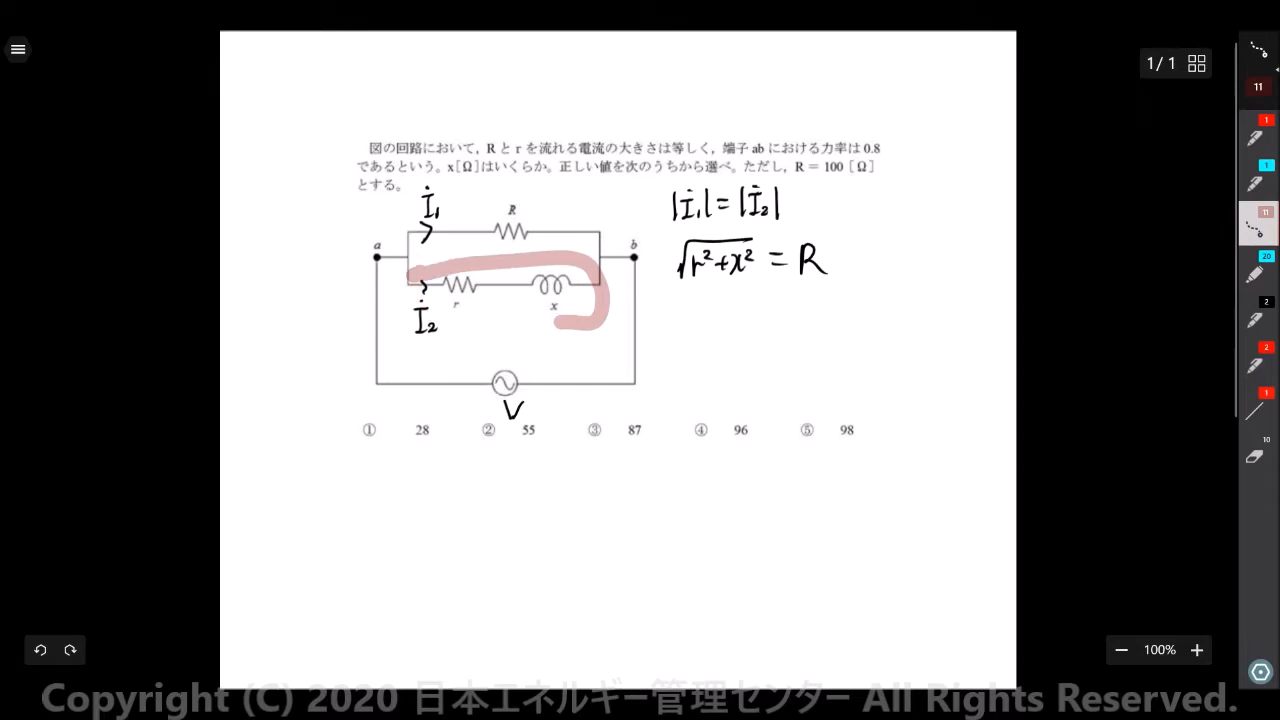 1/1
11
図の回路において，Rとrを流れる電流の大きさは等しく，端子abにおける力率は0.8
であるという。x[Ω]はいくらか。正しい値を次のうちから選べ。ただし，R＝100［Ω］
とする。
İ₁
|İ₁|=|İ₂|
R
a
b
√r²+x² = R
r
x
İ₂
V
① 28 ② 55 ③ 87 ④ 96 ⑤ 98
1
1
11
20
2
2
1
10
100%
Copyright (C) 2020 日本エネルギー管理センター All Rights Reserved.